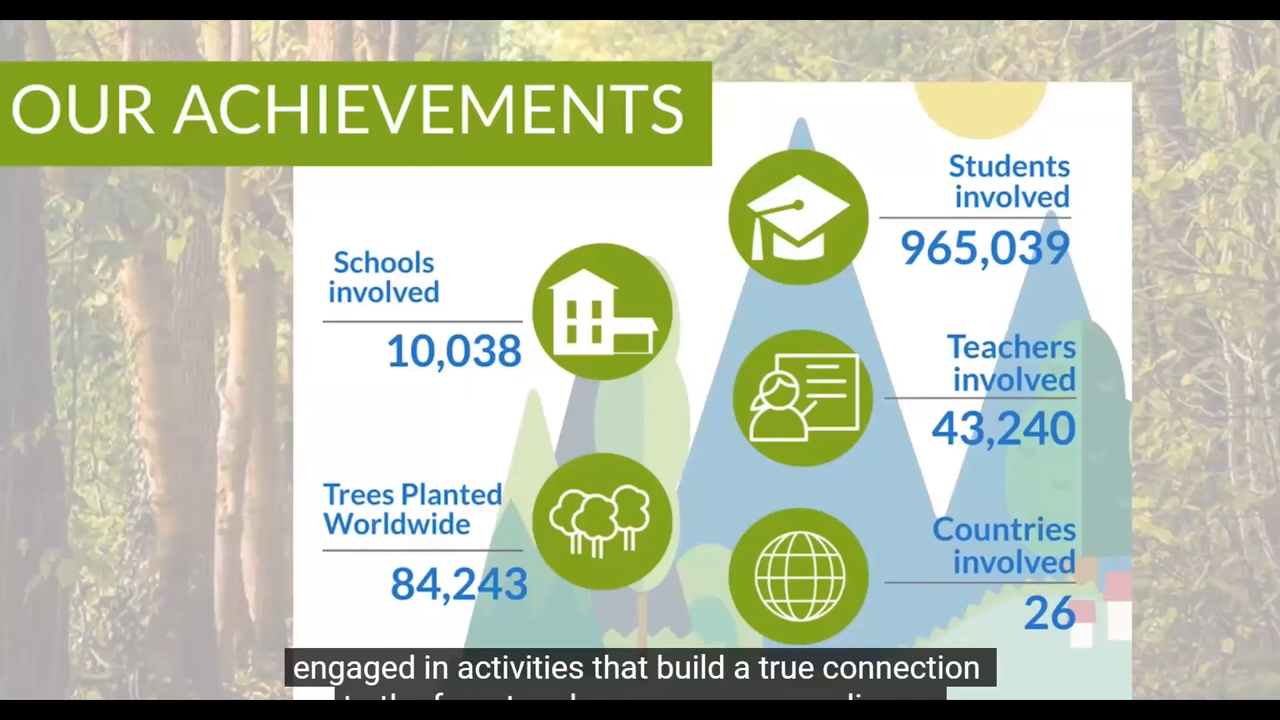 OUR ACHIEVEMENTS
Schools
involved
10,038
Trees Planted
Worldwide
84,243
Students
involved
965,039
Teachers
involved
43,240
Countries
involved
26
engaged in activities that build a true connection